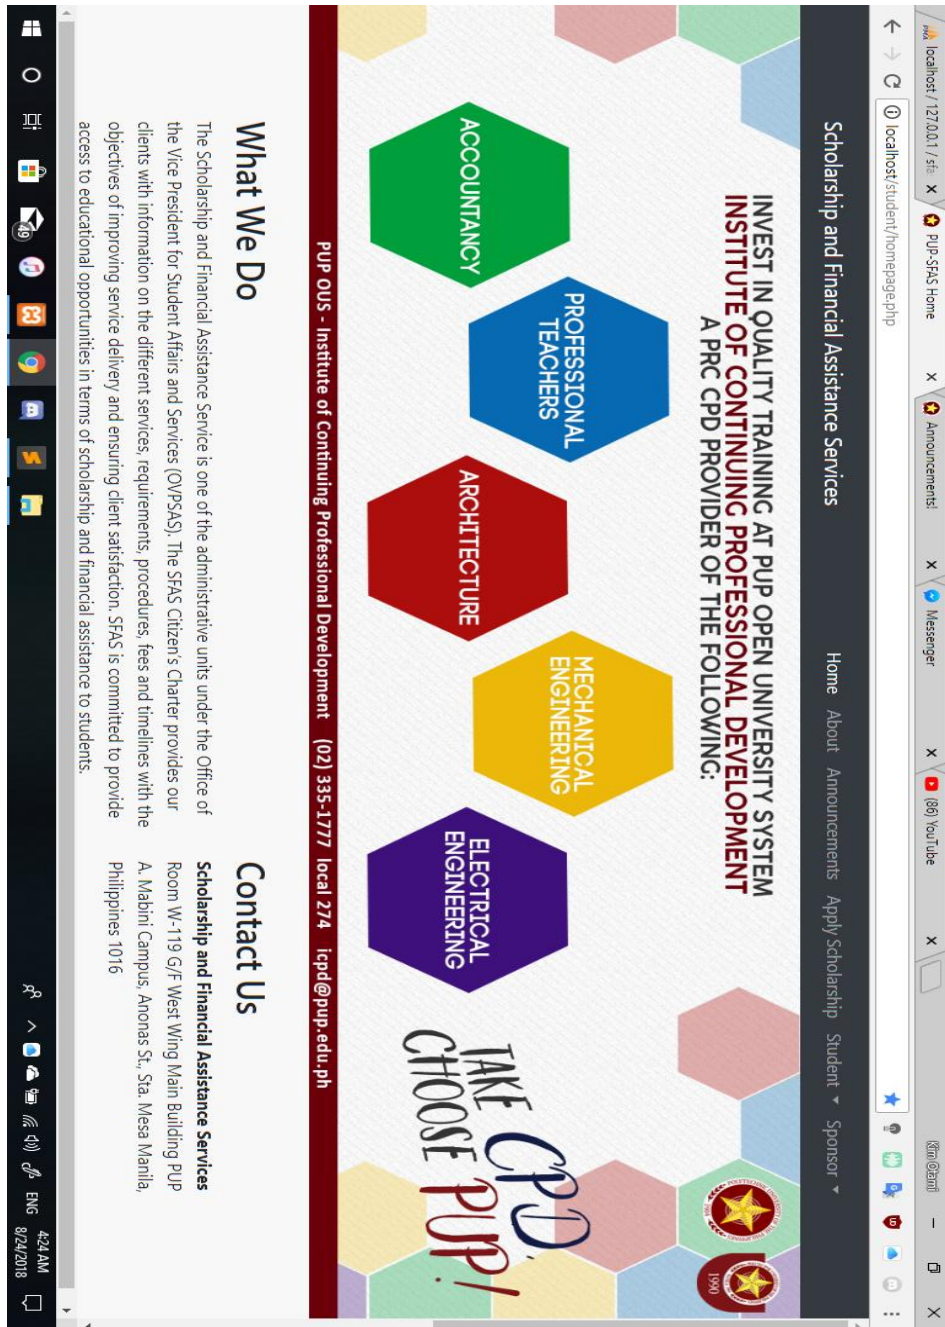 localhost / 127.0.0.1 / sfa
PUP-SFAS Home
Announcements!
Messenger
(86) YouTube
Kim Otami
localhost/student/homepage.php
Scholarship and Financial Assistance Services
Home About Announcements Apply Scholarship Student Sponsor
INVEST IN QUALITY TRAINING AT PUP OPEN UNIVERSITY SYSTEM
INSTITUTE OF CONTINUING PROFESSIONAL DEVELOPMENT
A PRC CPD PROVIDER OF THE FOLLOWING:
ACCOUNTANCY
PROFESSIONAL
TEACHERS
ARCHITECTURE
MECHANICAL
ENGINEERING
ELECTRICAL
ENGINEERING
TAKE CPD,
CHOOSE PUP!
1990
PUP OUS - Institute of Continuing Professional Development (02) 335-1777 local 274 icpd@pup.edu.ph
What We Do
The Scholarship and Financial Assistance Service is one of the administrative units under the Office of
the Vice President for Student Affairs and Services (OVPSAS). The SFAS Citizen's Charter provides our
clients with information on the different services, requirements, procedures, fees and timelines with the
objectives of improving service delivery and ensuring client satisfaction. SFAS is committed to provide
access to educational opportunities in terms of scholarship and financial assistance to students.
Contact Us
Scholarship and Financial Assistance Services
Room W-119 G/F West Wing Main Building PUP
A. Mabini Campus, Anonas St., Sta. Mesa Manila,
Philippines 1016
49
ENG
4:24 AM
8/24/2018